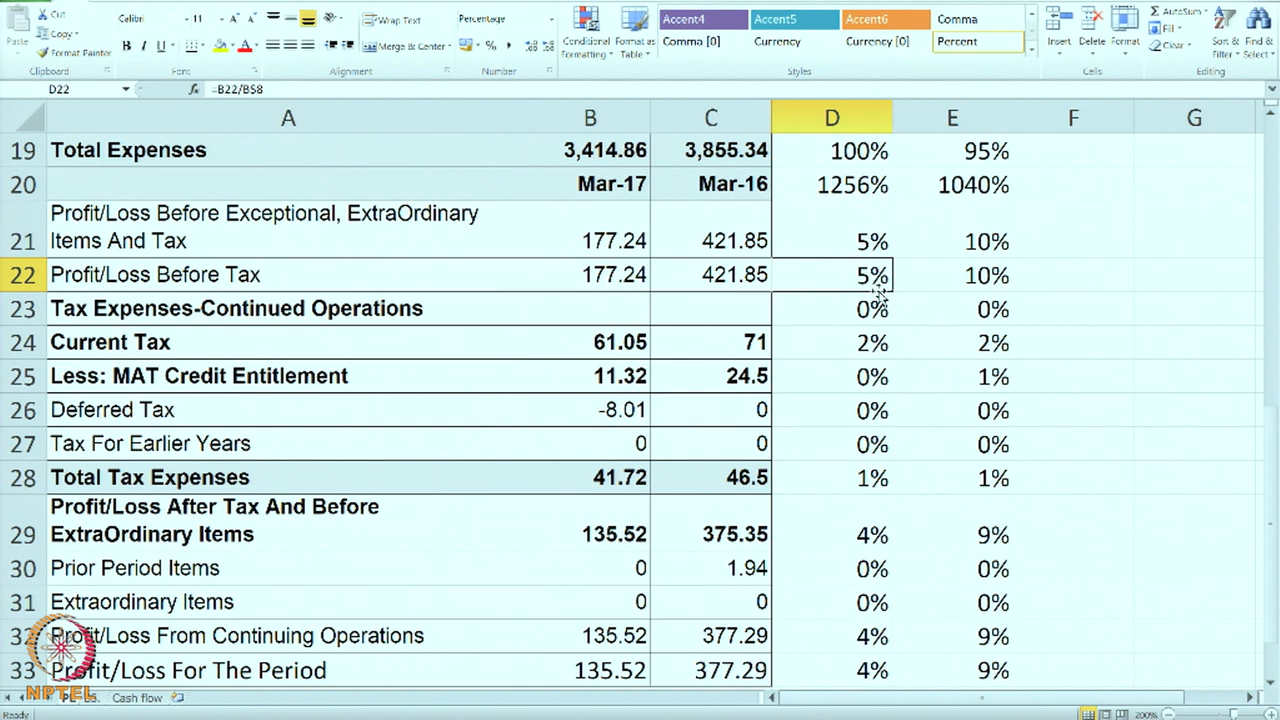 Cut
Calibri
11
Wrap Text
Percentage
Accent4
Accent5
Accent6
Comma
AutoSum
Paste
Copy
Format Painter
B I U
Merge & Center
%
Conditional Formatting
Format as Table
Comma [0]
Currency
Currency [0]
Percent
Insert
Delete
Format
Fill
Clear
Sort & Filter
Find & Select
Clipboard
Font
Alignment
Number
Styles
Cells
Editing
D22
fx
=B22/B$8
A B C D E F G
19 Total Expenses 3,414.86 3,855.34 100% 95%
20 Mar-17 Mar-16 1256% 1040%
Profit/Loss Before Exceptional, ExtraOrdinary
21 Items And Tax 177.24 421.85 5% 10%
22 Profit/Loss Before Tax 177.24 421.85 5% 10%
23 Tax Expenses-Continued Operations 0% 0%
24 Current Tax 61.05 71 2% 2%
25 Less: MAT Credit Entitlement 11.32 24.5 0% 1%
26 Deferred Tax -8.01 0 0% 0%
27 Tax For Earlier Years 0 0 0% 0%
28 Total Tax Expenses 41.72 46.5 1% 1%
Profit/Loss After Tax And Before
29 ExtraOrdinary Items 135.52 375.35 4% 9%
30 Prior Period Items 0 1.94 0% 0%
31 Extraordinary Items 0 0 0% 0%
32 Profit/Loss From Continuing Operations 135.52 377.29 4% 9%
33 Profit/Loss For The Period 135.52 377.29 4% 9%
NPTEL
Cash flow
Ready
200%